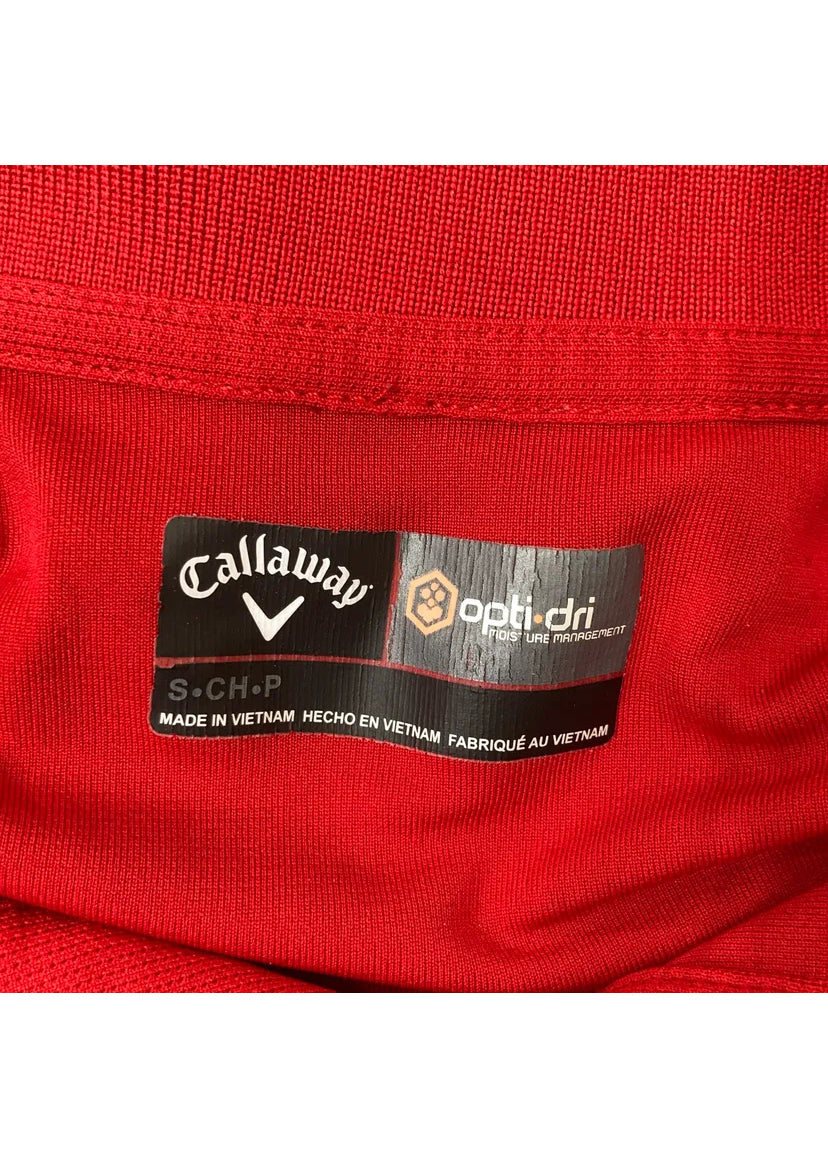 Callaway
opti·dri
MOISTURE MANAGEMENT
S•CH•P
MADE IN VIETNAM HECHO EN VIETNAM FABRIQUÉ AU VIETNAM